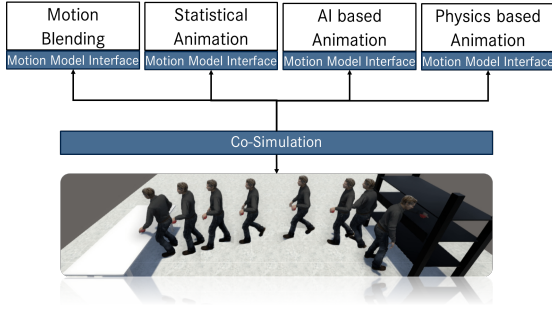 Motion
Blending
Motion Model Interface
Statistical
Animation
Motion Model Interface
AI based
Animation
Motion Model Interface
Physics based
Animation
Motion Model Interface
Co-Simulation